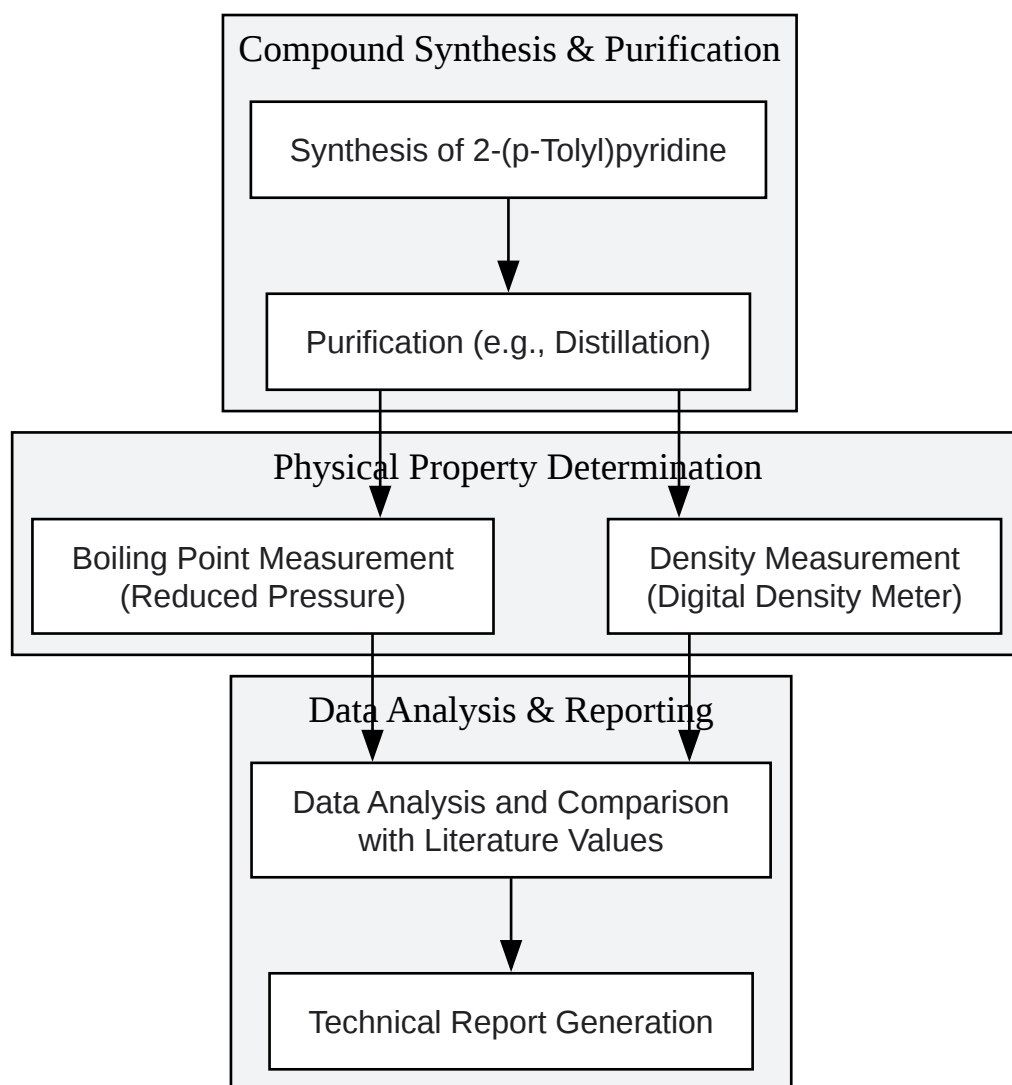 Compound Synthesis & Purification
Synthesis of 2-(p-Tolyl)pyridine
Purification (e.g., Distillation)
Physical Property Determination
Boiling Point Measurement
(Reduced Pressure)
Density Measurement
(Digital Density Meter)
Data Analysis & Reporting
Data Analysis and Comparison
with Literature Values
Technical Report Generation